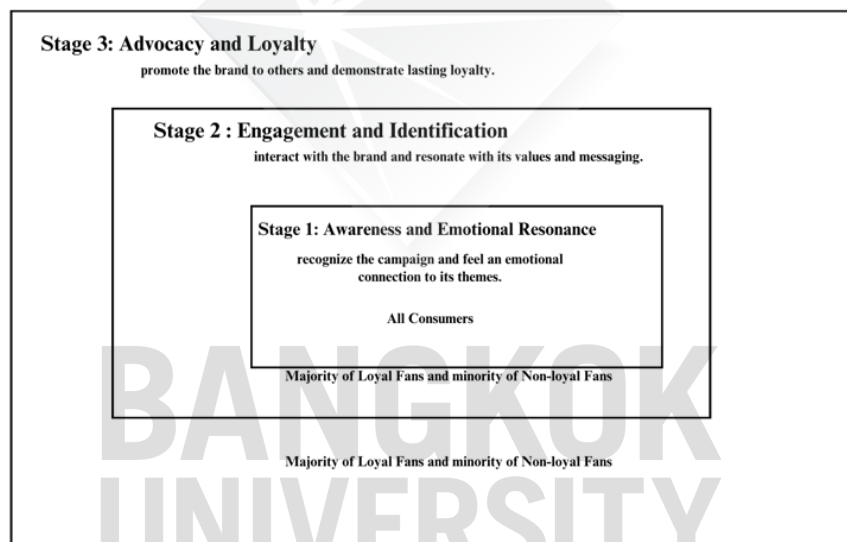 Stage 3: Advocacy and Loyalty
promote the brand to others and demonstrate lasting loyalty.
Stage 2 : Engagement and Identification
interact with the brand and resonate with its values and messaging.
Stage 1: Awareness and Emotional Resonance
recognize the campaign and feel an emotional
connection to its themes.
All Consumers
BANGKOK
Majority of Loyal Fans and minority of Non-loyal Fans
Majority of Loyal Fans and minority of Non-loyal Fans
UNIVERSITY